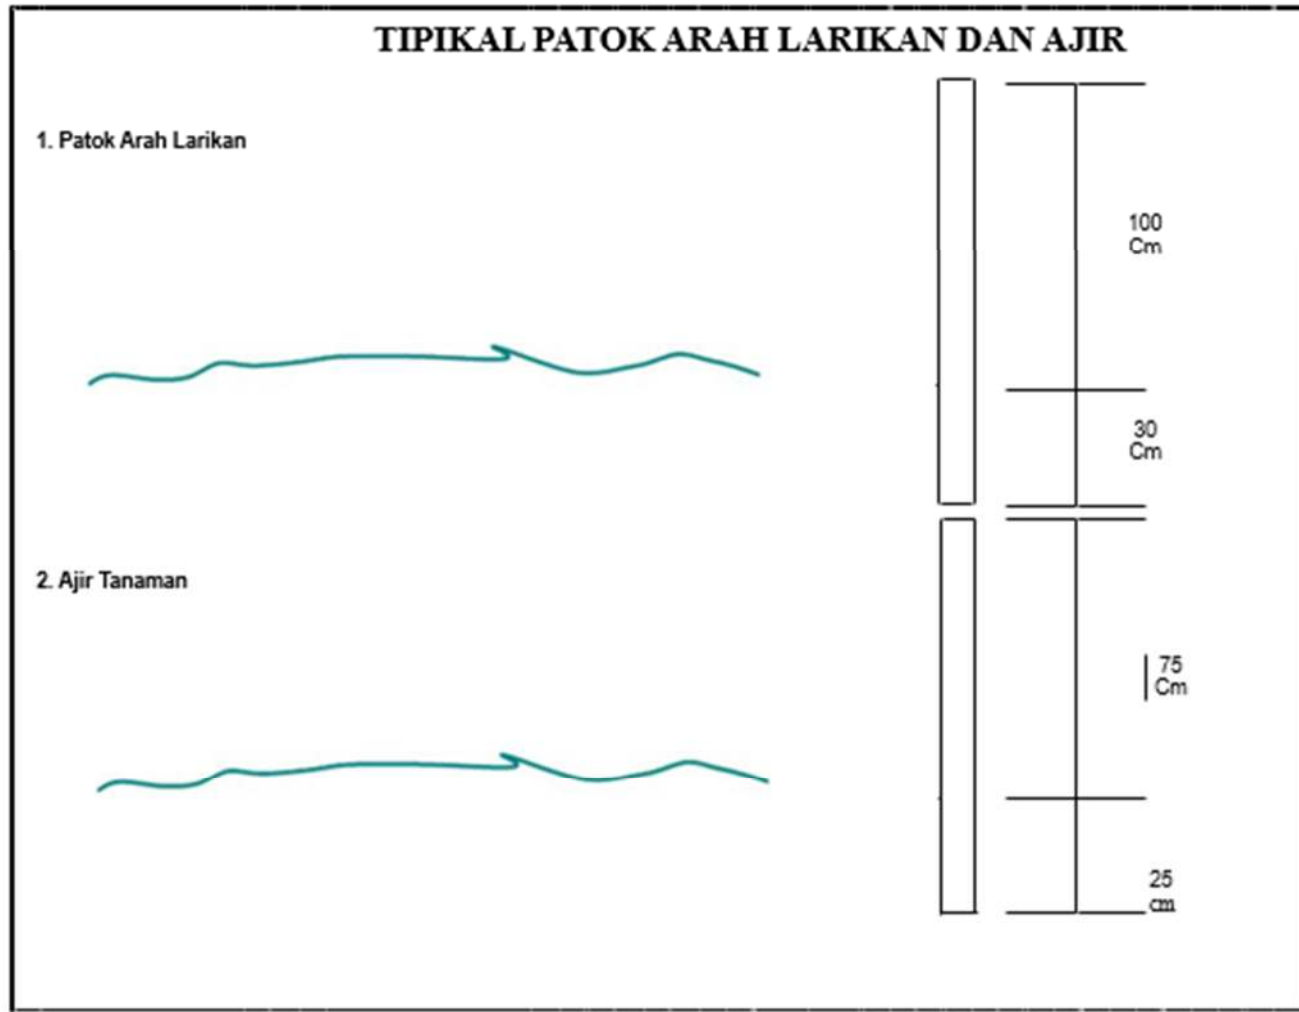 TIPIKAL PATOK ARAH LARIKAN DAN AJIR
1. Patok Arah Larikan
100
Cm
30
Cm
2. Ajir Tanaman
75
Cm
25
cm